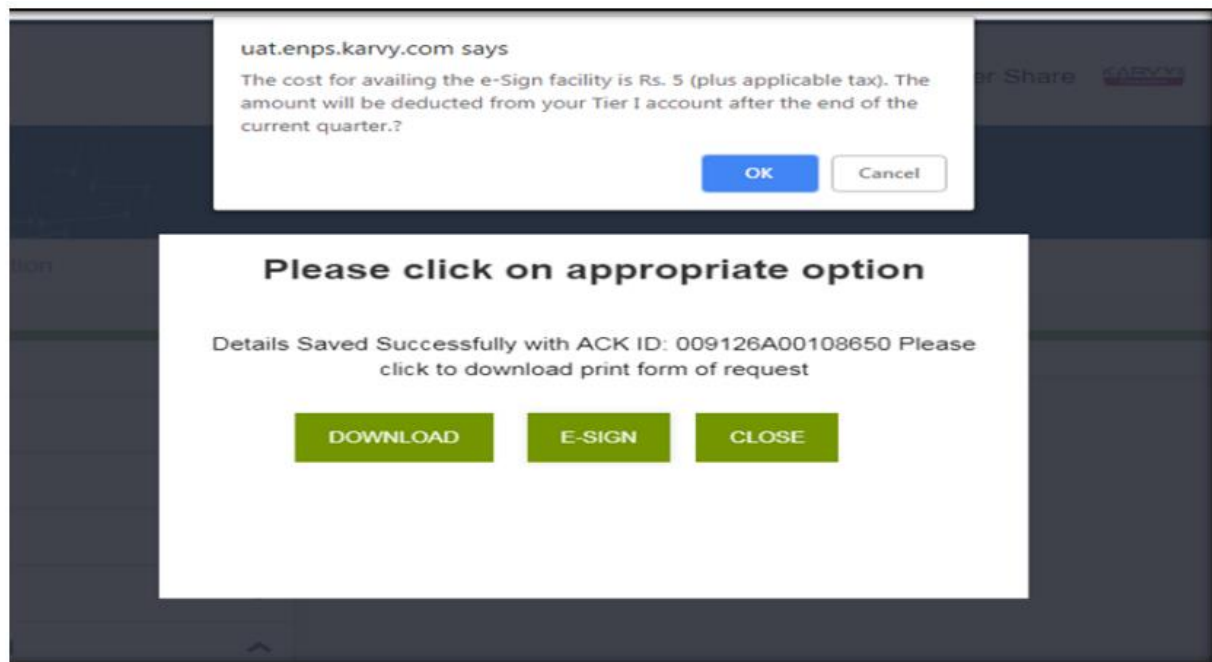 uat.enps.karvy.com says
The cost for availing the e-Sign facility is Rs. 5 (plus applicable tax). The
amount will be deducted from your Tier I account after the end of the
current quarter.?
er Share KARVY
OK Cancel
tion
Please click on appropriate option
Details Saved Successfully with ACK ID: 009126A00108650 Please
click to download print form of request
DOWNLOAD E-SIGN CLOSE